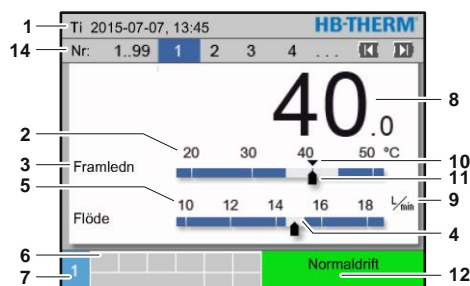 1 Ti 2015-07-07, 13:45 HB-THERM®
14 Nr: 1..99 1 2 3 4 ...
40.0 8
2 20 30 40 50 °C 10
3 Framledn 11
5 10 12 14 16 18 L/min 9
Flöde 4
6 Normaldrift
7 1 12